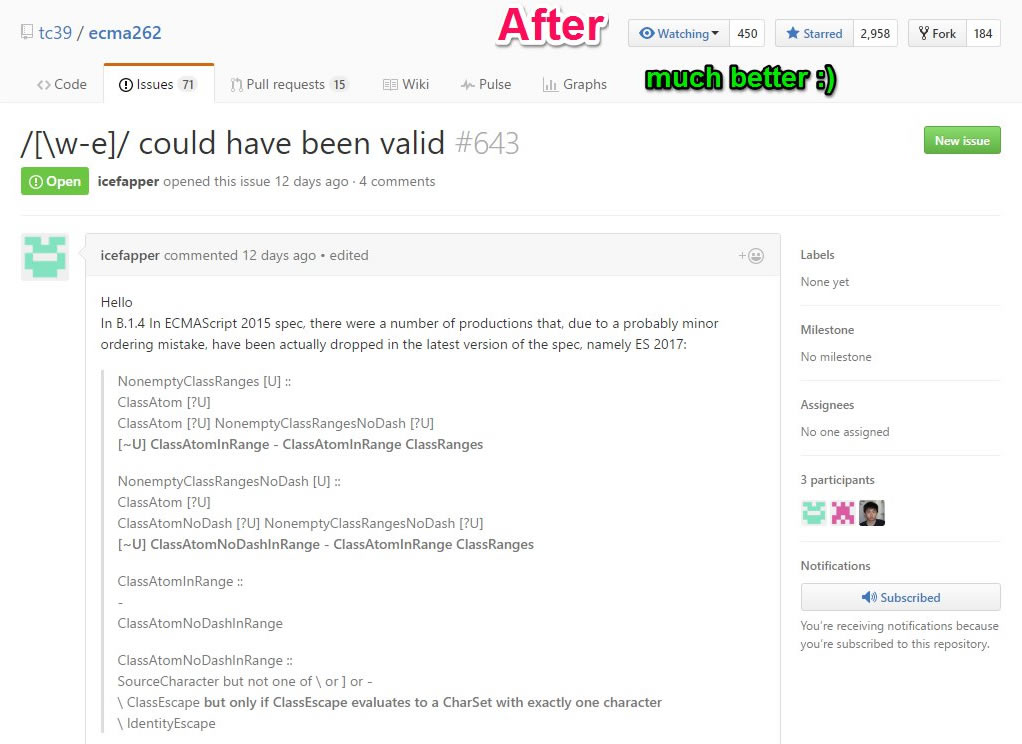 After
tc39 / ecma262
Watching 450 Starred 2,958 Fork 184
Code Issues 71 Pull requests 15 Wiki Pulse Graphs
much better :)
/[\w-e]/ could have been valid #643
New issue
Open icefapper opened this issue 12 days ago · 4 comments
icefapper commented 12 days ago • edited
Hello
In B.1.4 In ECMAScript 2015 spec, there were a number of productions that, due to a probably minor
ordering mistake, have been actually dropped in the latest version of the spec, namely ES 2017:
NonemptyClassRanges [U] ::
ClassAtom [?U]
ClassAtom [?U] NonemptyClassRangesNoDash [?U]
[~U] ClassAtomInRange - ClassAtomInRange ClassRanges
NonemptyClassRangesNoDash [U] ::
ClassAtom [?U]
ClassAtomNoDash [?U] NonemptyClassRangesNoDash [?U]
[~U] ClassAtomNoDashInRange - ClassAtomInRange ClassRanges
ClassAtomInRange ::
-
ClassAtomNoDashInRange
ClassAtomNoDashInRange ::
SourceCharacter but not one of \ or ] or -
\ ClassEscape but only if ClassEscape evaluates to a CharSet with exactly one character
\ IdentityEscape
Labels
None yet
Milestone
No milestone
Assignees
No one assigned
3 participants
Notifications
Subscribed
You're receiving notifications because
you're subscribed to this repository.